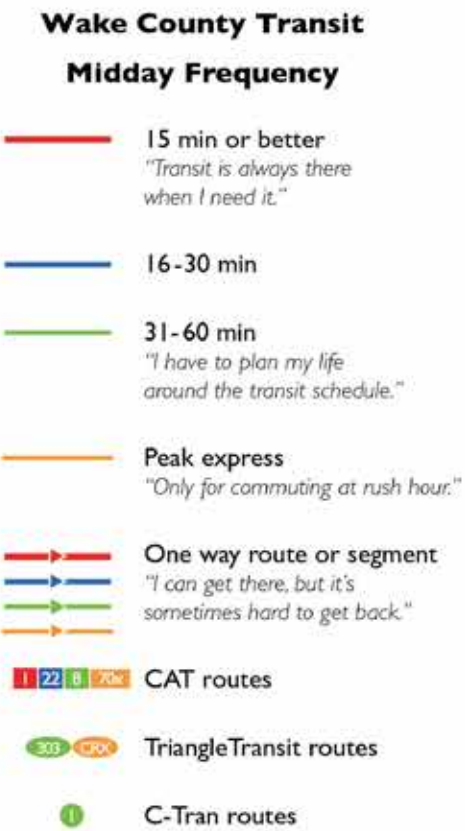 Wake County Transit
Midday Frequency
15 min or better
"Transit is always there
when I need it."
16-30 min
31-60 min
"I have to plan my life
around the transit schedule."
Peak express
"Only for commuting at rush hour."
One way route or segment
"I can get there, but it's
sometimes hard to get back."
1 22 8 70x CAT routes
303 CRX TriangleTransit routes
1 C-Tran routes